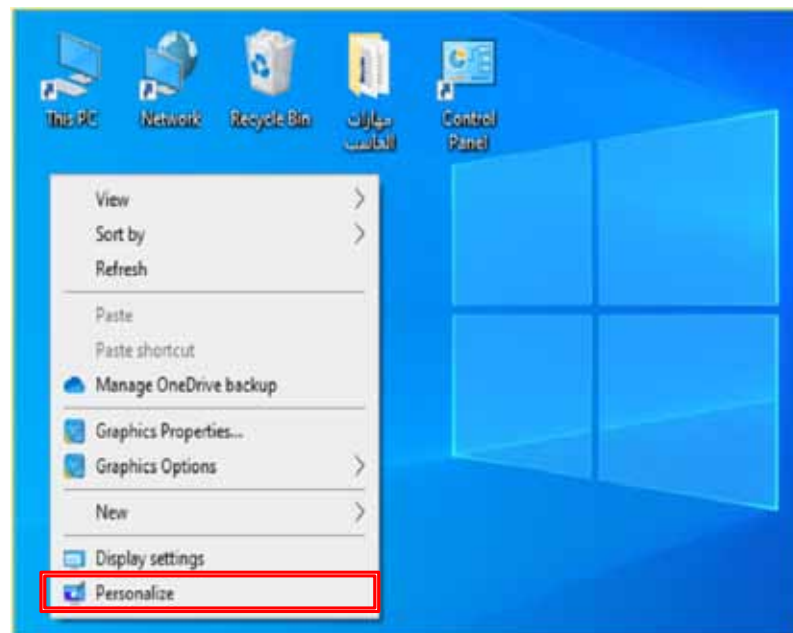 This PC
Network
Recycle Bin
مهارات
الحاسب
Control
Panel
View
Sort by
Refresh
Paste
Paste shortcut
Manage OneDrive backup
Graphics Properties...
Graphics Options
New
Display settings
Personalize